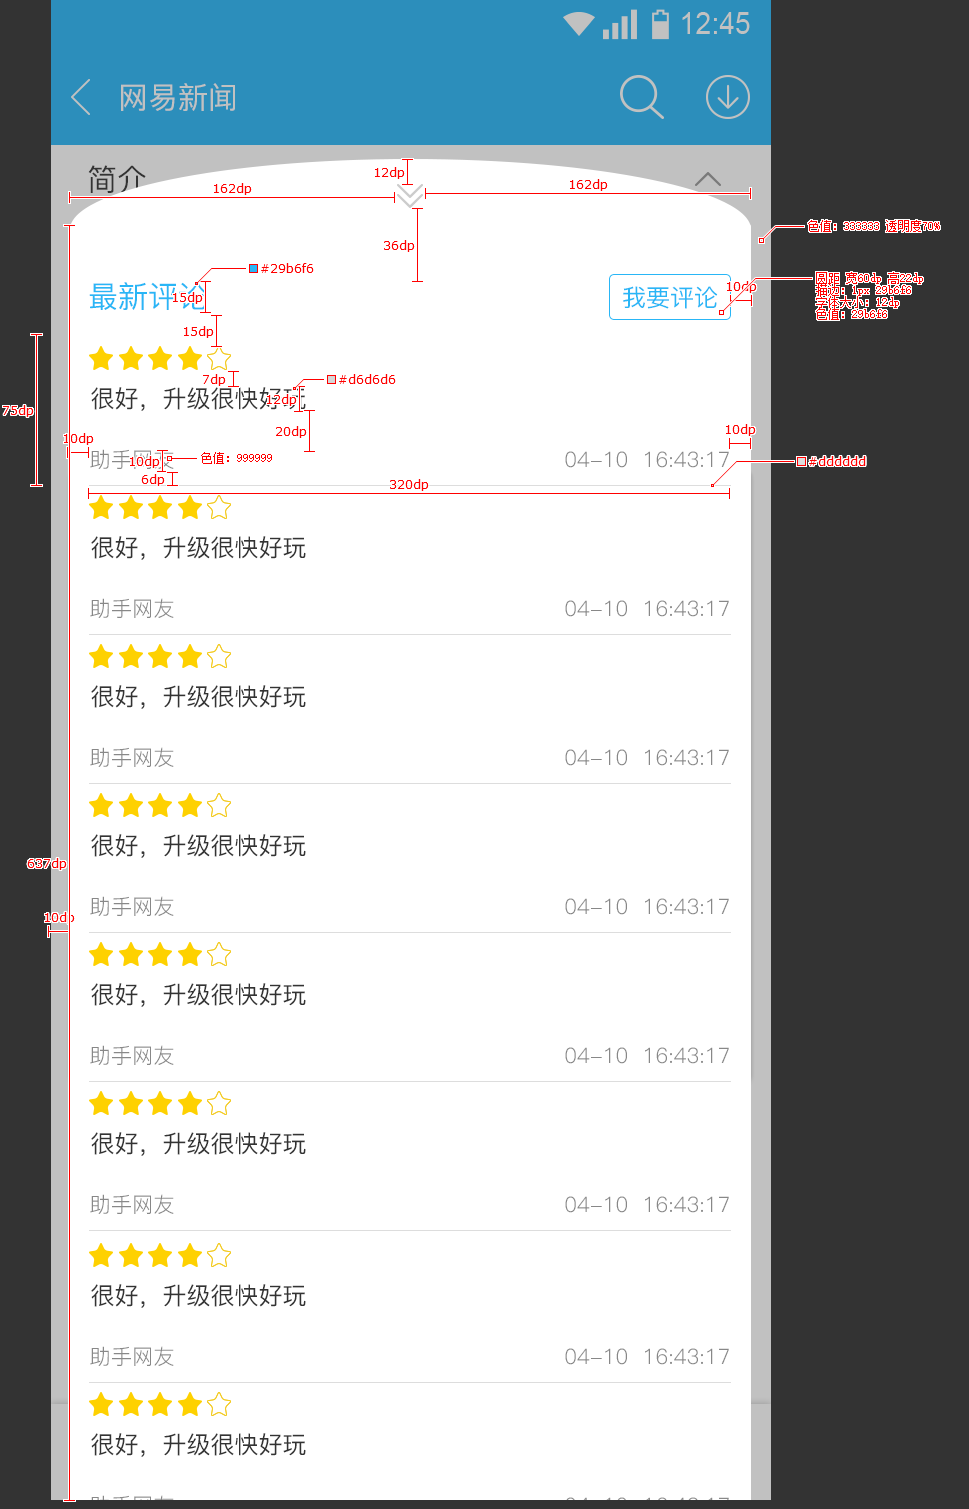 12:45
网易新闻
简介
12dp
162dp
162dp
36dp
色值：333333 透明度70%
#29b6f6
最新评论
15dp
我要评论
10dp
圆距 宽60dp 高22dp
描边：1px 29b6f6
字体大小：12dp
色值：29b6f6
15dp
7dp
#d6d6d6
很好，升级很快好玩
12dp
75dp
20dp
10dp
10dp
助手网友
10dp
色值：999999
04-10 16:43:17
#dddddd
6dp
320dp
很好，升级很快好玩
助手网友
04-10 16:43:17
很好，升级很快好玩
助手网友
04-10 16:43:17
很好，升级很快好玩
637dp
助手网友
04-10 16:43:17
10dp
很好，升级很快好玩
助手网友
04-10 16:43:17
很好，升级很快好玩
助手网友
04-10 16:43:17
很好，升级很快好玩
助手网友
04-10 16:43:17
很好，升级很快好玩